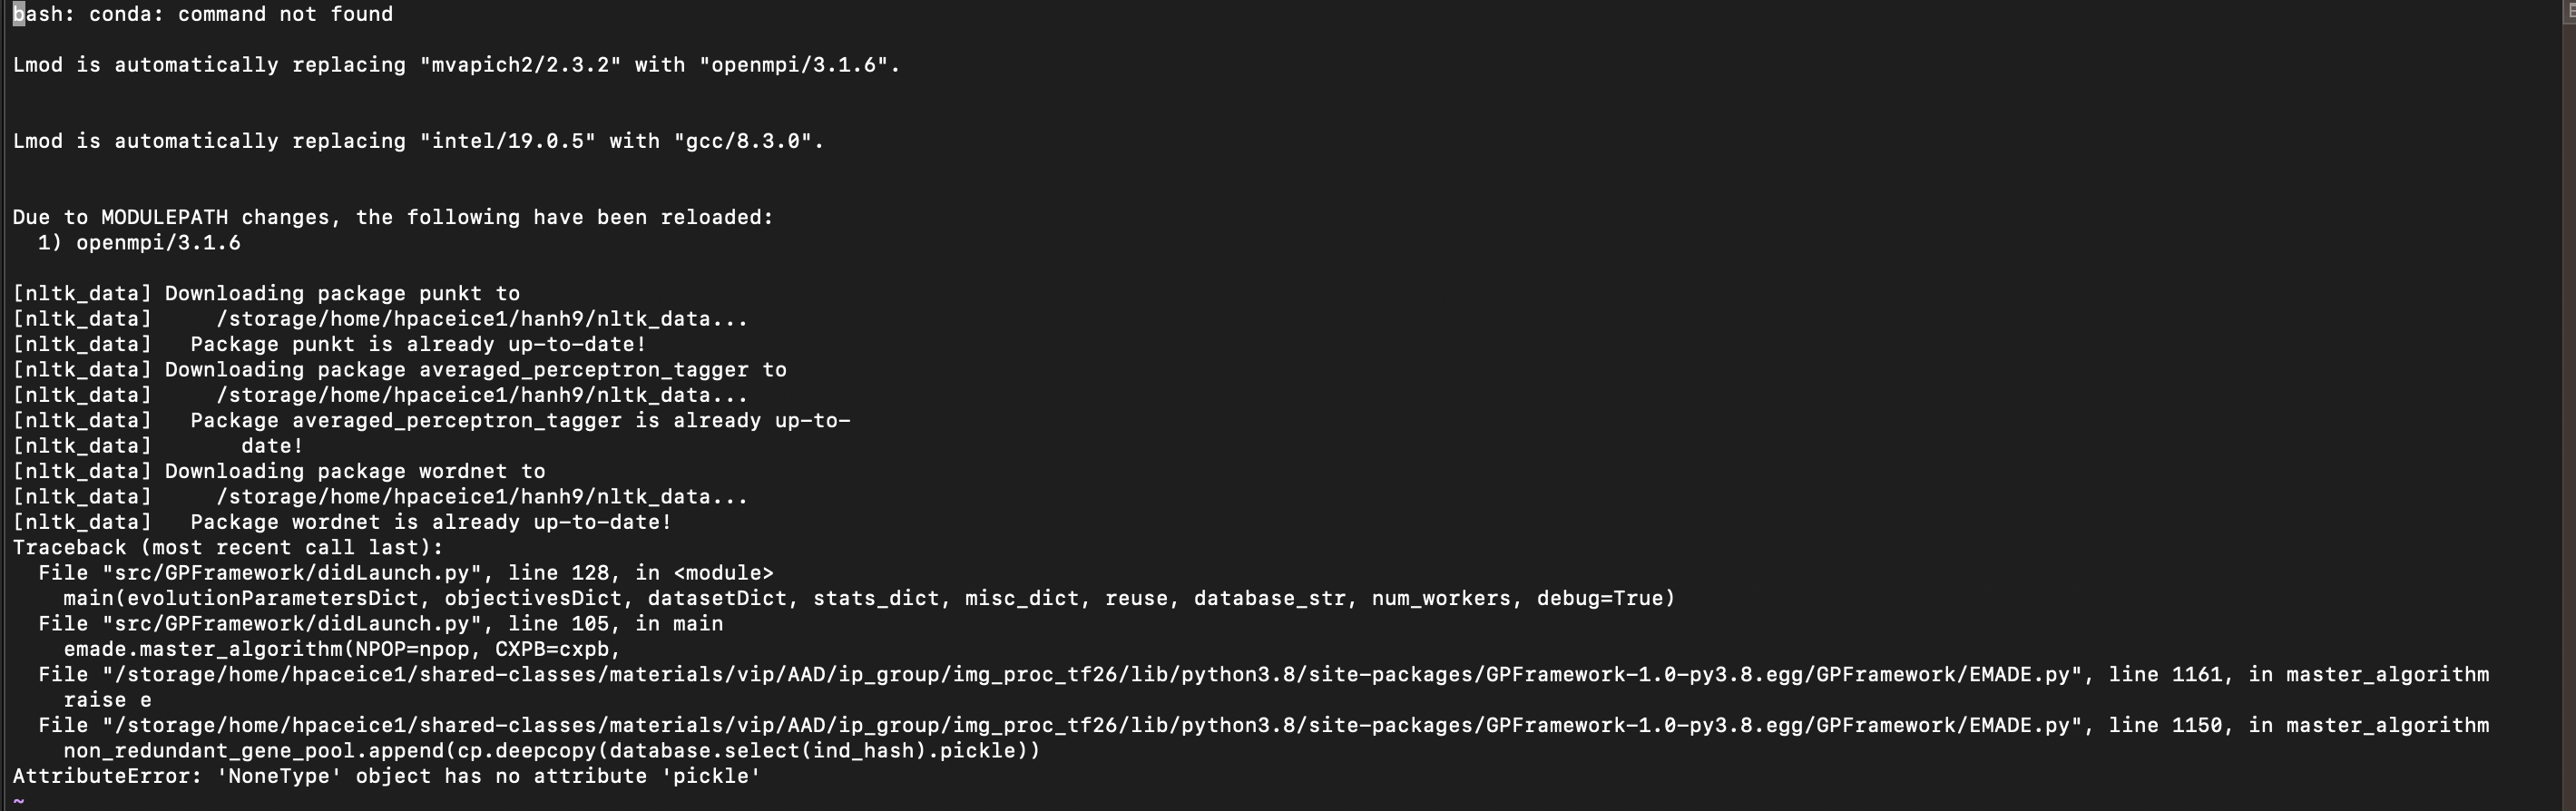 bash: conda: command not found
Lmod is automatically replacing "mvapich2/2.3.2" with "openmpi/3.1.6".
Lmod is automatically replacing "intel/19.0.5" with "gcc/8.3.0".
Due to MODULEPATH changes, the following have been reloaded:
  1) openmpi/3.1.6
[nltk_data] Downloading package punkt to
[nltk_data]     /storage/home/hpaceice1/hanh9/nltk_data...
[nltk_data]   Package punkt is already up-to-date!
[nltk_data] Downloading package averaged_perceptron_tagger to
[nltk_data]     /storage/home/hpaceice1/hanh9/nltk_data...
[nltk_data]   Package averaged_perceptron_tagger is already up-to-
[nltk_data]       date!
[nltk_data] Downloading package wordnet to
[nltk_data]     /storage/home/hpaceice1/hanh9/nltk_data...
[nltk_data]   Package wordnet is already up-to-date!
Traceback (most recent call last):
  File "src/GPFramework/didLaunch.py", line 128, in <module>
    main(evolutionParametersDict, objectivesDict, datasetDict, stats_dict, misc_dict, reuse, database_str, num_workers, debug=True)
  File "src/GPFramework/didLaunch.py", line 105, in main
    emade.master_algorithm(NPOP=npop, CXPB=cxpb,
  File "/storage/home/hpaceice1/shared-classes/materials/vip/AAD/ip_group/img_proc_tf26/lib/python3.8/site-packages/GPFramework-1.0-py3.8.egg/GPFramework/EMADE.py", line 1161, in master_algorithm
    raise e
  File "/storage/home/hpaceice1/shared-classes/materials/vip/AAD/ip_group/img_proc_tf26/lib/python3.8/site-packages/GPFramework-1.0-py3.8.egg/GPFramework/EMADE.py", line 1150, in master_algorithm
    non_redundant_gene_pool.append(cp.deepcopy(database.select(ind_hash).pickle))
AttributeError: 'NoneType' object has no attribute 'pickle'
~